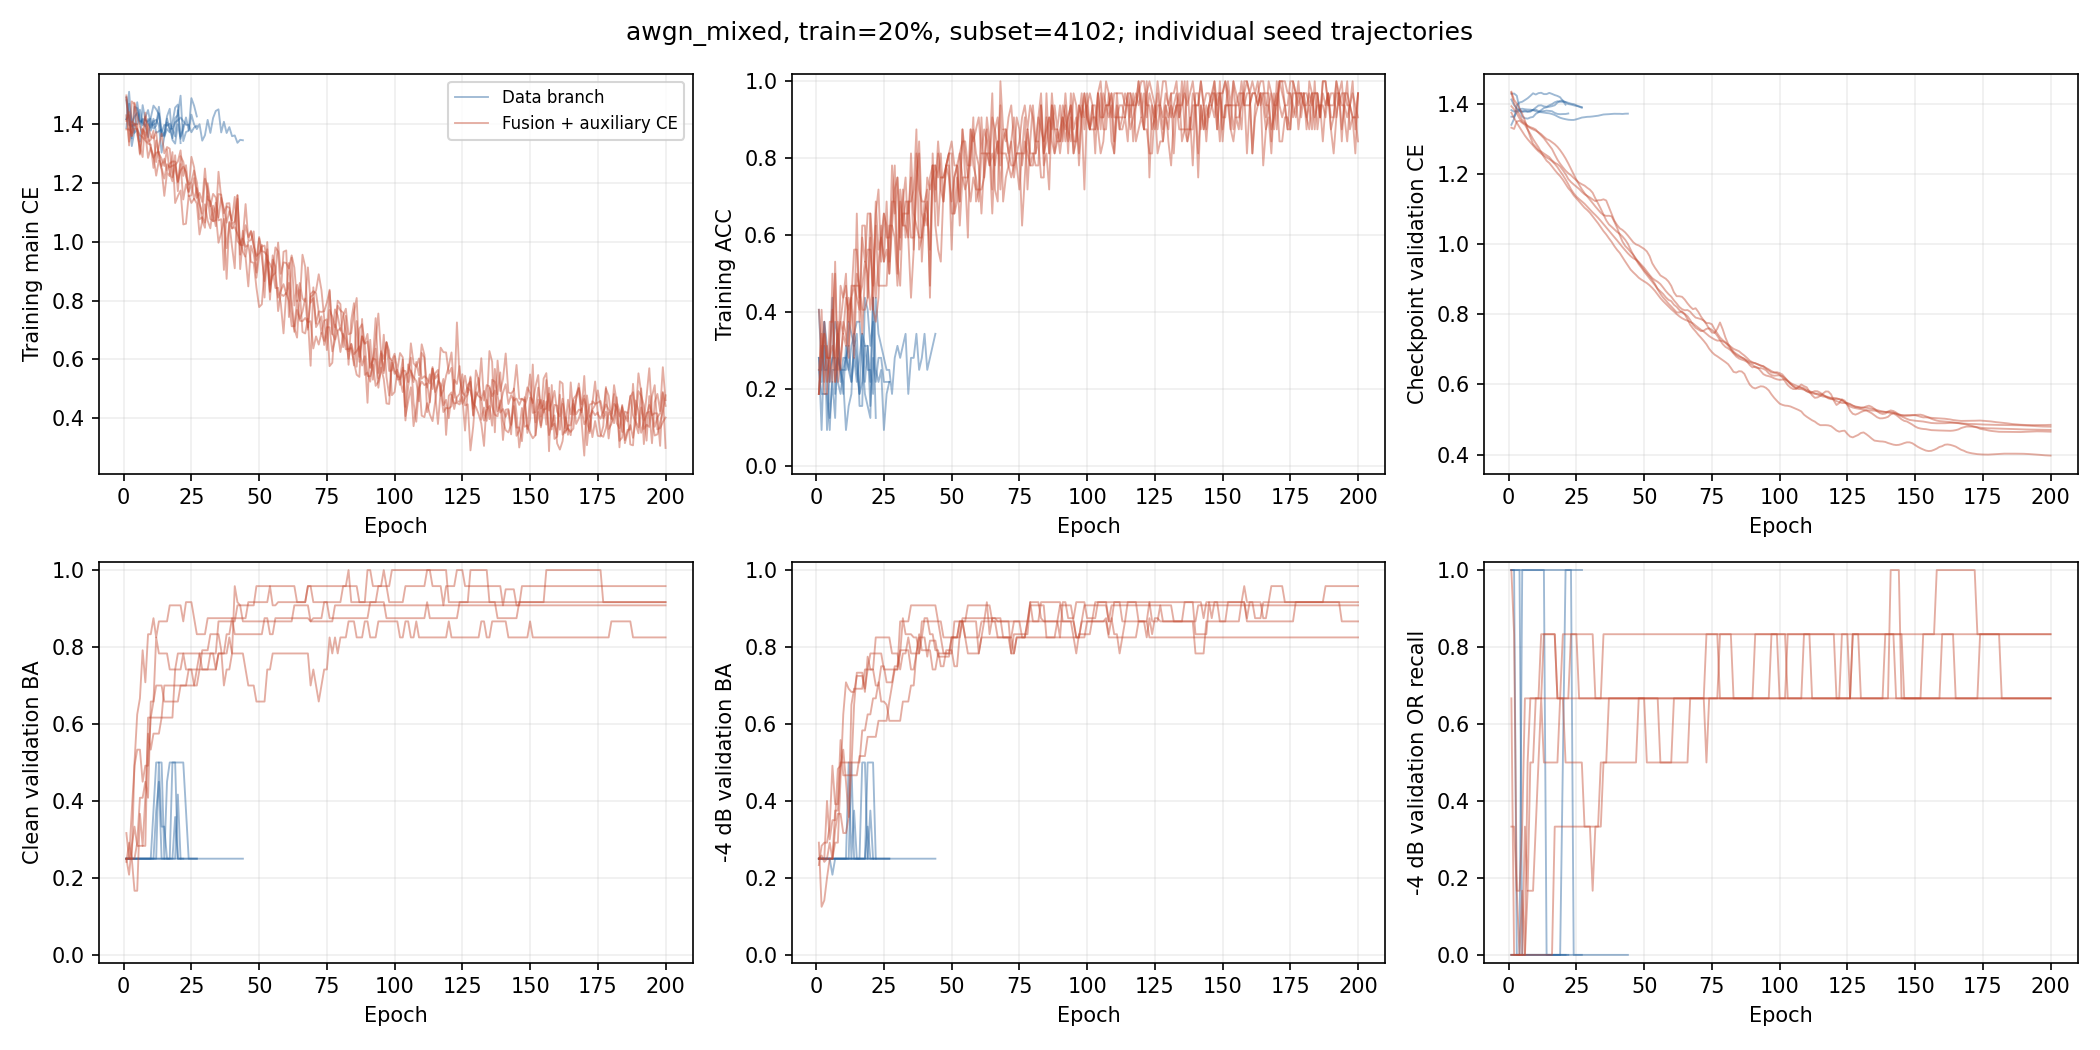 awgn_mixed, train=20%, subset=4102; individual seed trajectories
Training main CE
1.4
1.2
1.0
0.8
0.6
0.4
Data branch
Fusion + auxiliary CE
0 25 50 75 100 125 150 175 200
Epoch
Training ACC
1.0
0.8
0.6
0.4
0.2
0.0
0 25 50 75 100 125 150 175 200
Epoch
Checkpoint validation CE
1.4
1.2
1.0
0.8
0.6
0.4
0 25 50 75 100 125 150 175 200
Epoch
Clean validation BA
1.0
0.8
0.6
0.4
0.2
0.0
0 25 50 75 100 125 150 175 200
Epoch
-4 dB validation BA
1.0
0.8
0.6
0.4
0.2
0.0
0 25 50 75 100 125 150 175 200
Epoch
-4 dB validation OR recall
1.0
0.8
0.6
0.4
0.2
0.0
0 25 50 75 100 125 150 175 200
Epoch